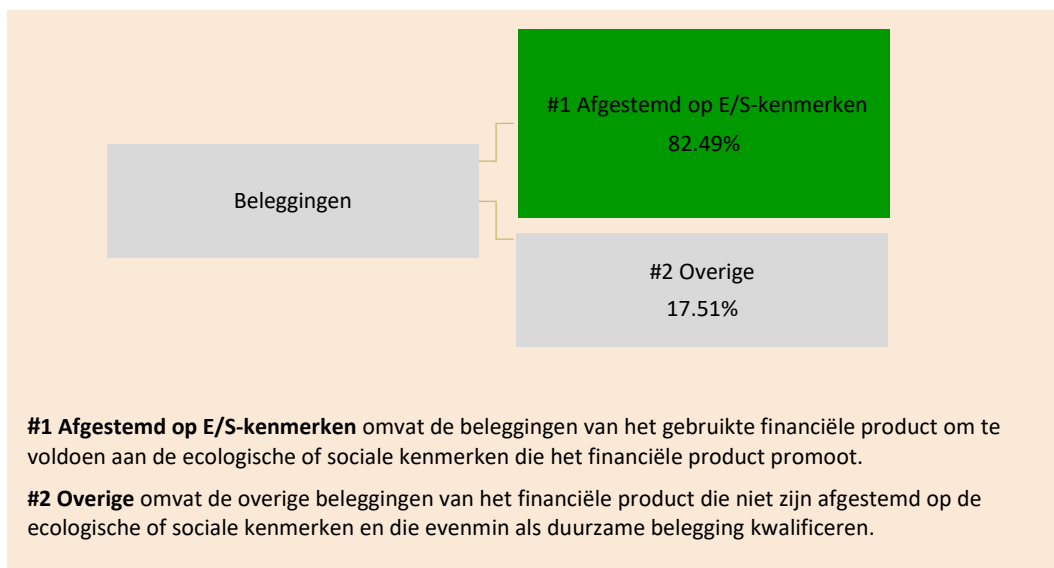 #1 Afgestemd op E/S-kenmerken
82.49%
Beleggingen
#2 Overige
17.51%
#1 Afgestemd op E/S-kenmerken omvat de beleggingen van het gebruikte financiële product om te
voldoen aan de ecologische of sociale kenmerken die het financiële product promoot.
#2 Overige omvat de overige beleggingen van het financiële product die niet zijn afgestemd op de
ecologische of sociale kenmerken en die evenmin als duurzame belegging kwalificeren.